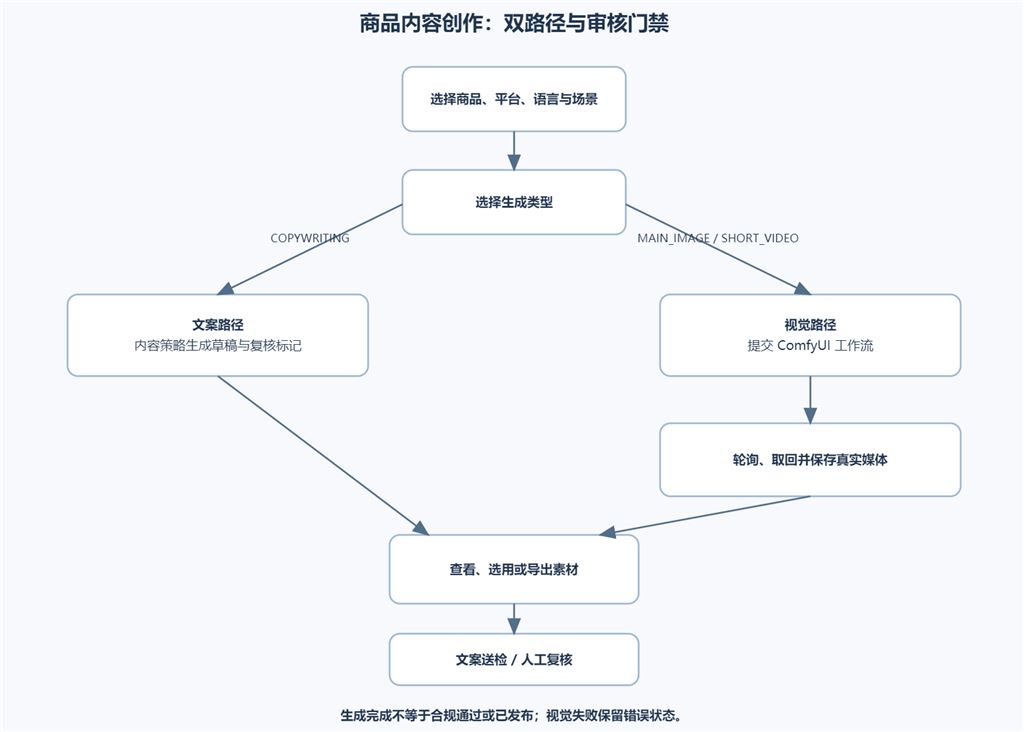 商品内容创作：双路径与审核门禁
选择商品、平台、语言与场景
选择生成类型
COPYWRITING
MAIN_IMAGE / SHORT_VIDEO
文案路径
内容策略生成草稿与复核标记
视觉路径
提交 ComfyUI 工作流
轮询、取回并保存真实媒体
查看、选用或导出素材
文案送检 / 人工复核
生成完成不等于合规通过或已发布；视觉失败保留错误状态。